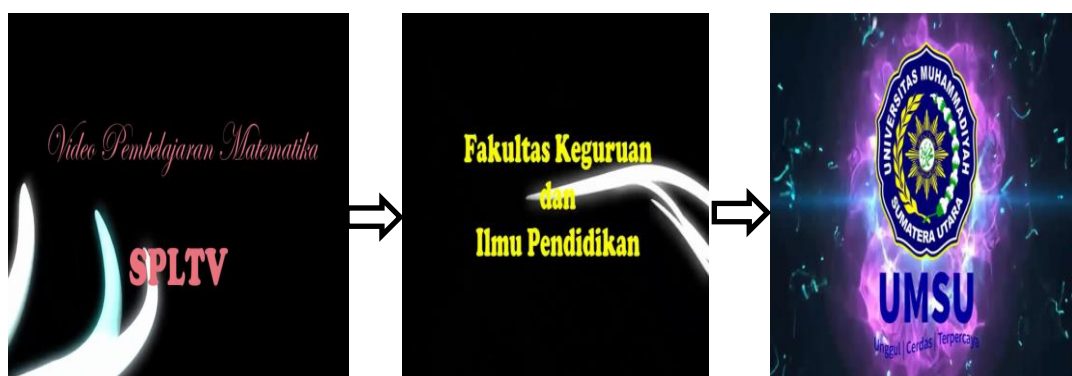 Video Pembelajaran Matematika
SPLTV
Fakultas Keguruan
dan
Ilmu Pendidikan
UNIVERSITAS MUHAMMADIYAH
SUMATERA UTARA
UMSU
Unggul | Cerdas | Terpercaya